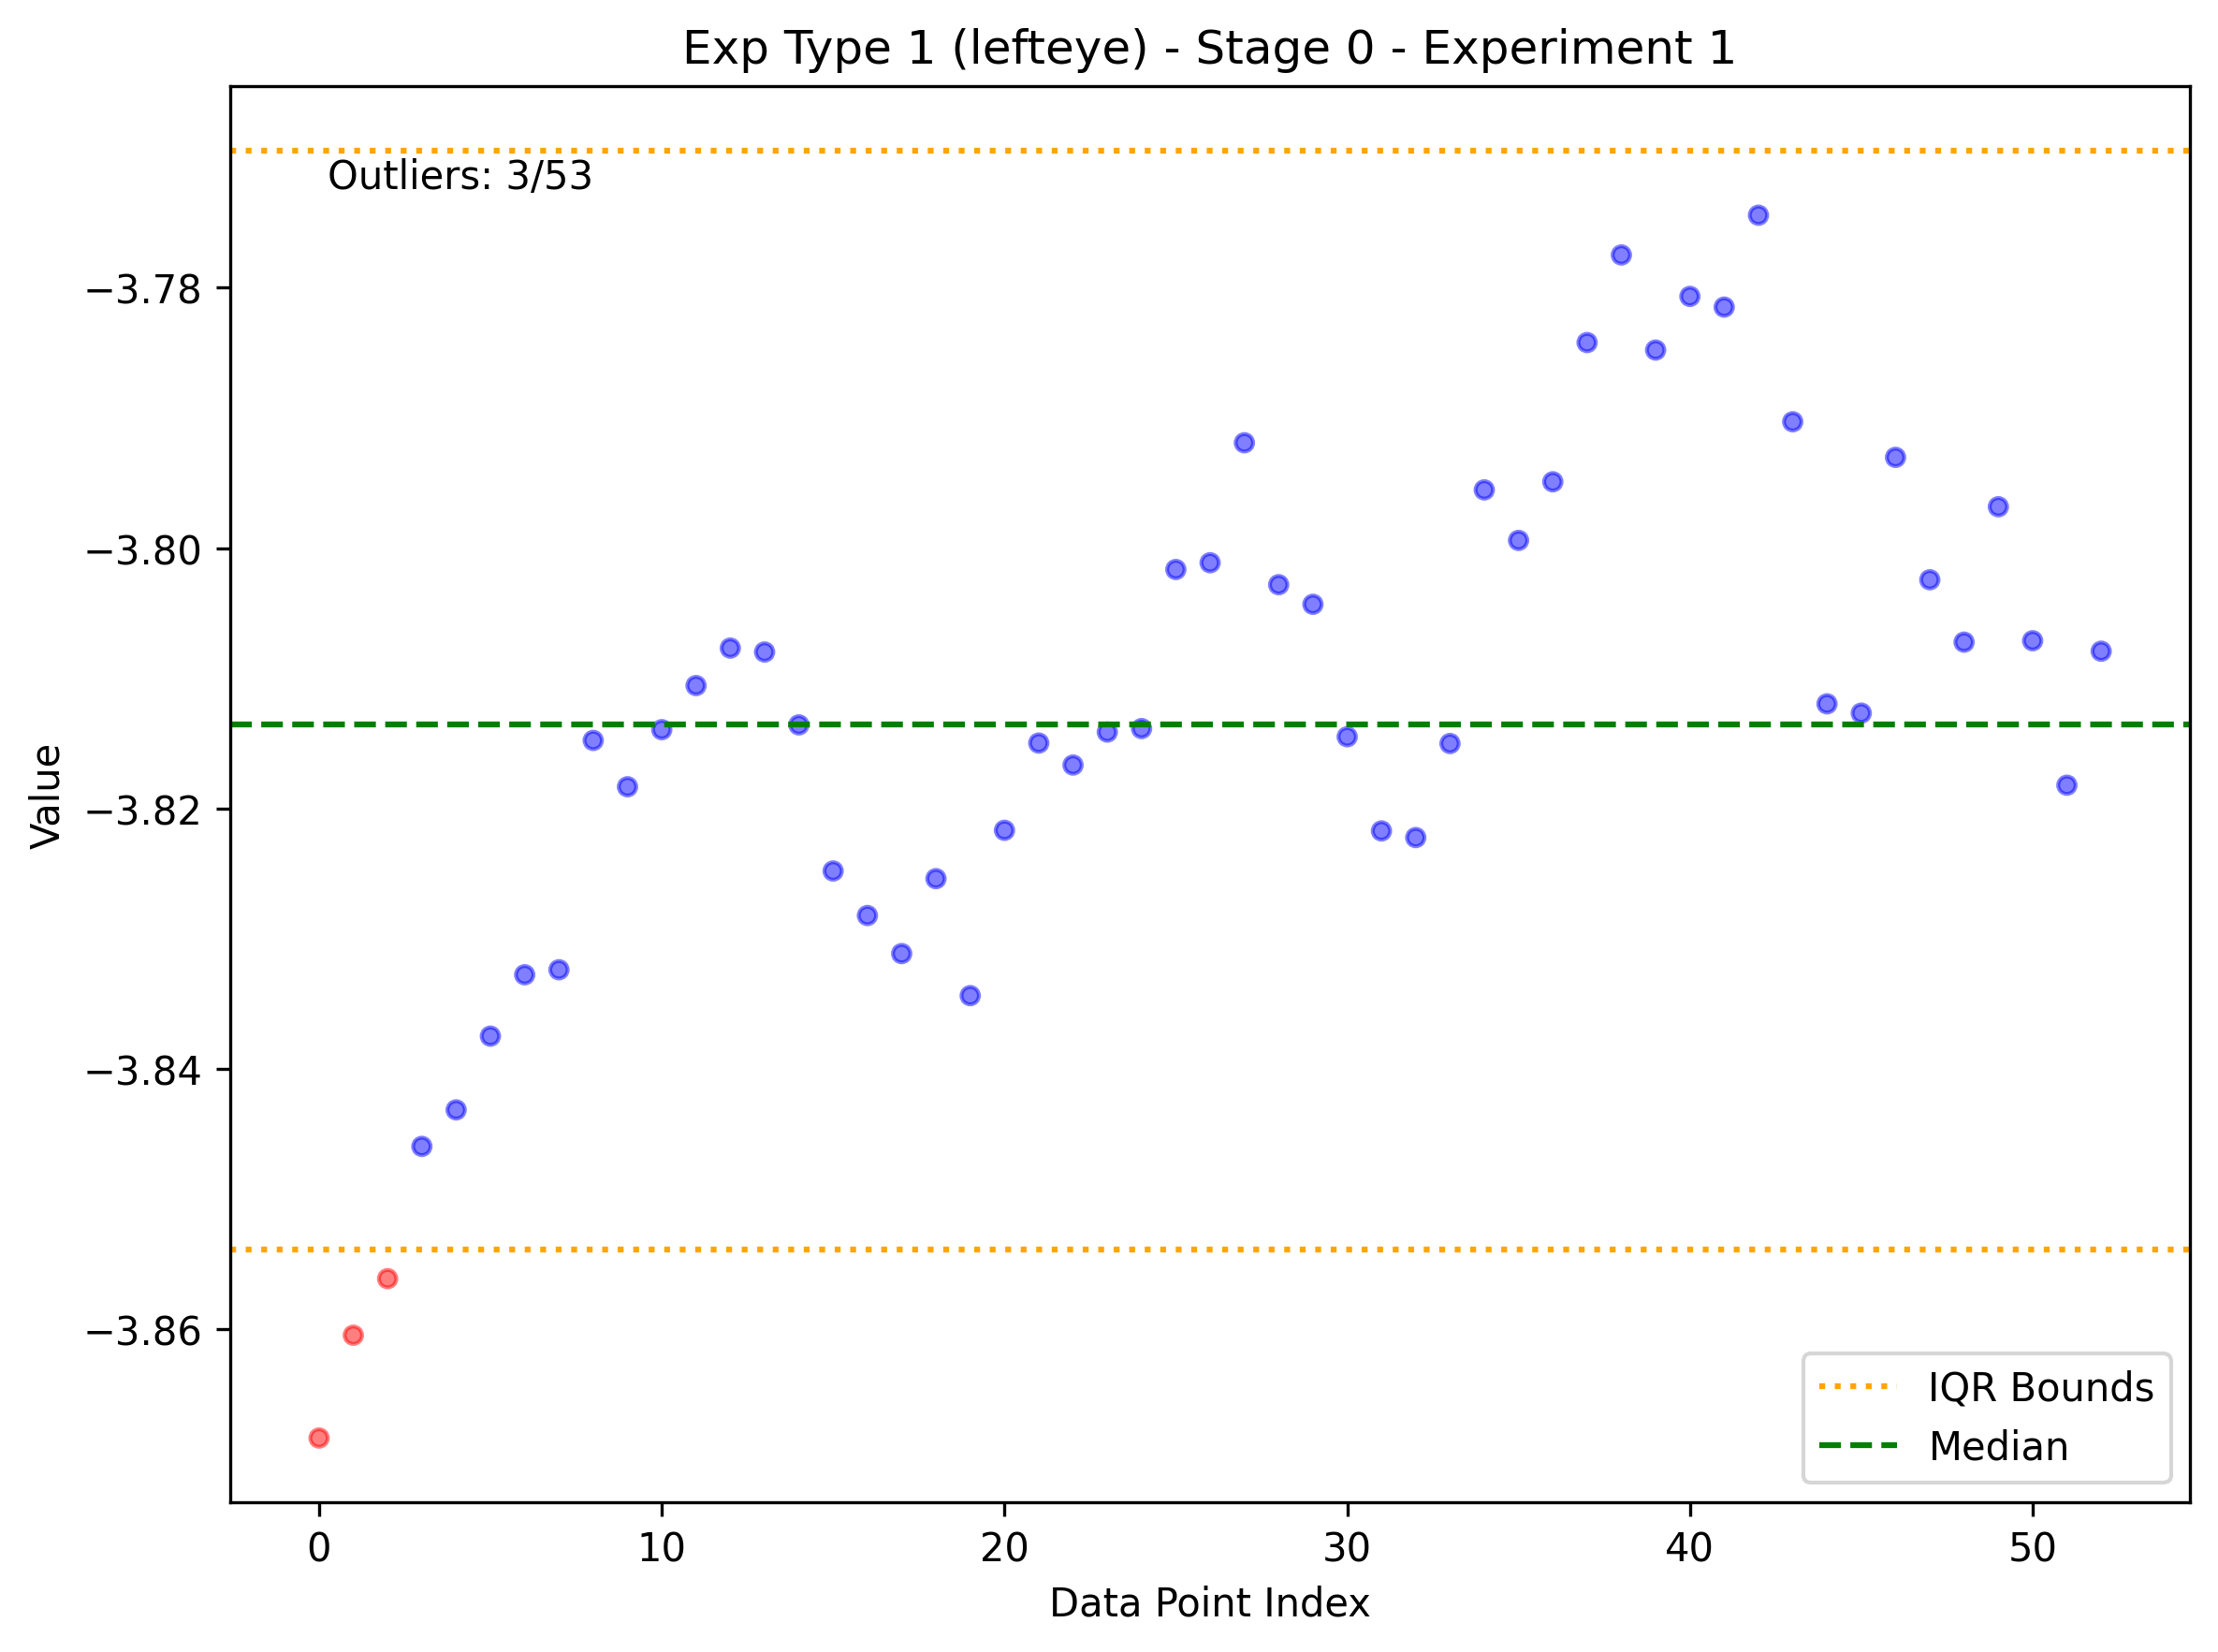 Exp Type 1 (lefteye) - Stage 0 - Experiment 1
Outliers: 3/53
−3.78
−3.80
−3.82
−3.84
−3.86
Value
IQR Bounds
Median
0 10 20 30 40 50
Data Point Index